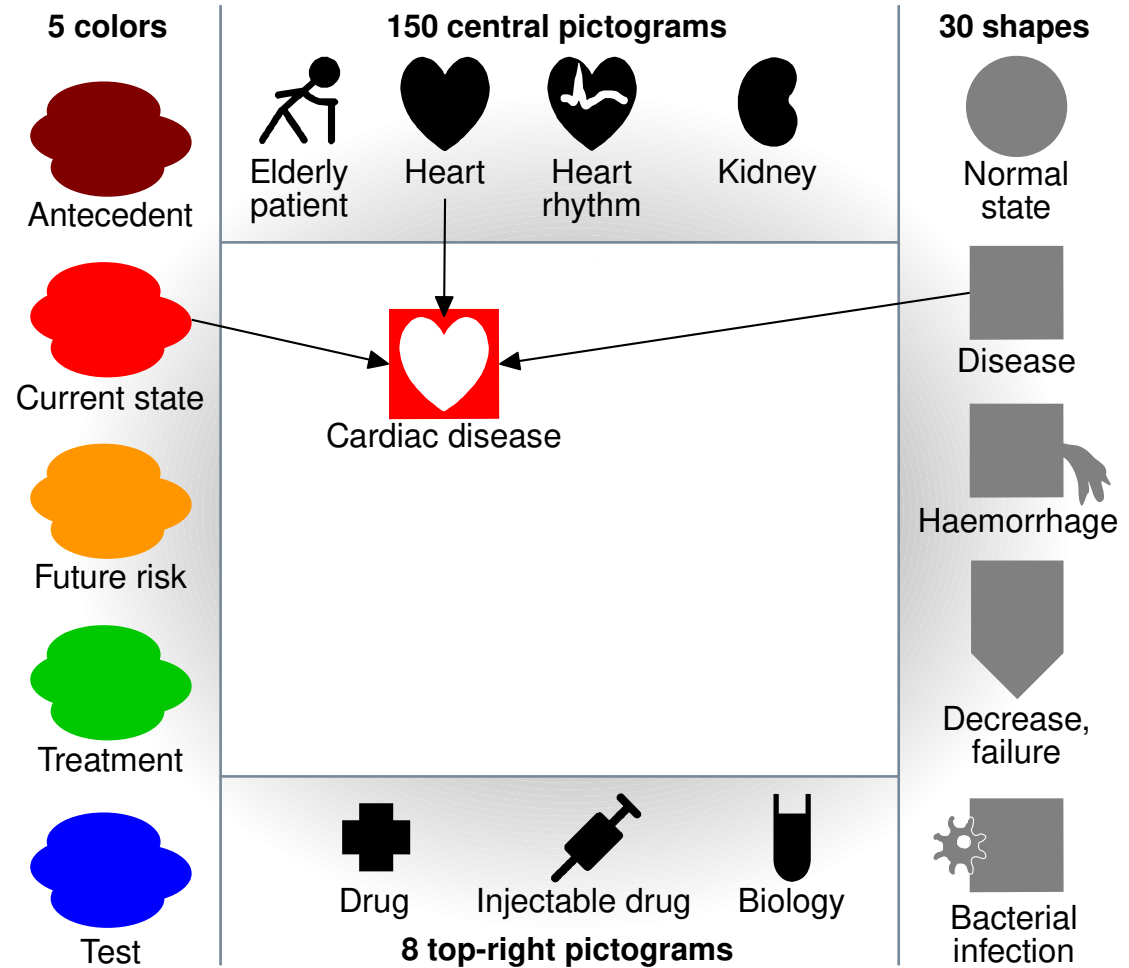 5 colors
Antecedent
Current state
Future risk
Treatment
Test
150 central pictograms
Elderly
patient
Heart
Heart
rhythm
Kidney
Cardiac disease
Drug
Injectable drug
Biology
8 top-right pictograms
30 shapes
Normal
state
Disease
Haemorrhage
Decrease,
failure
Bacterial
infection